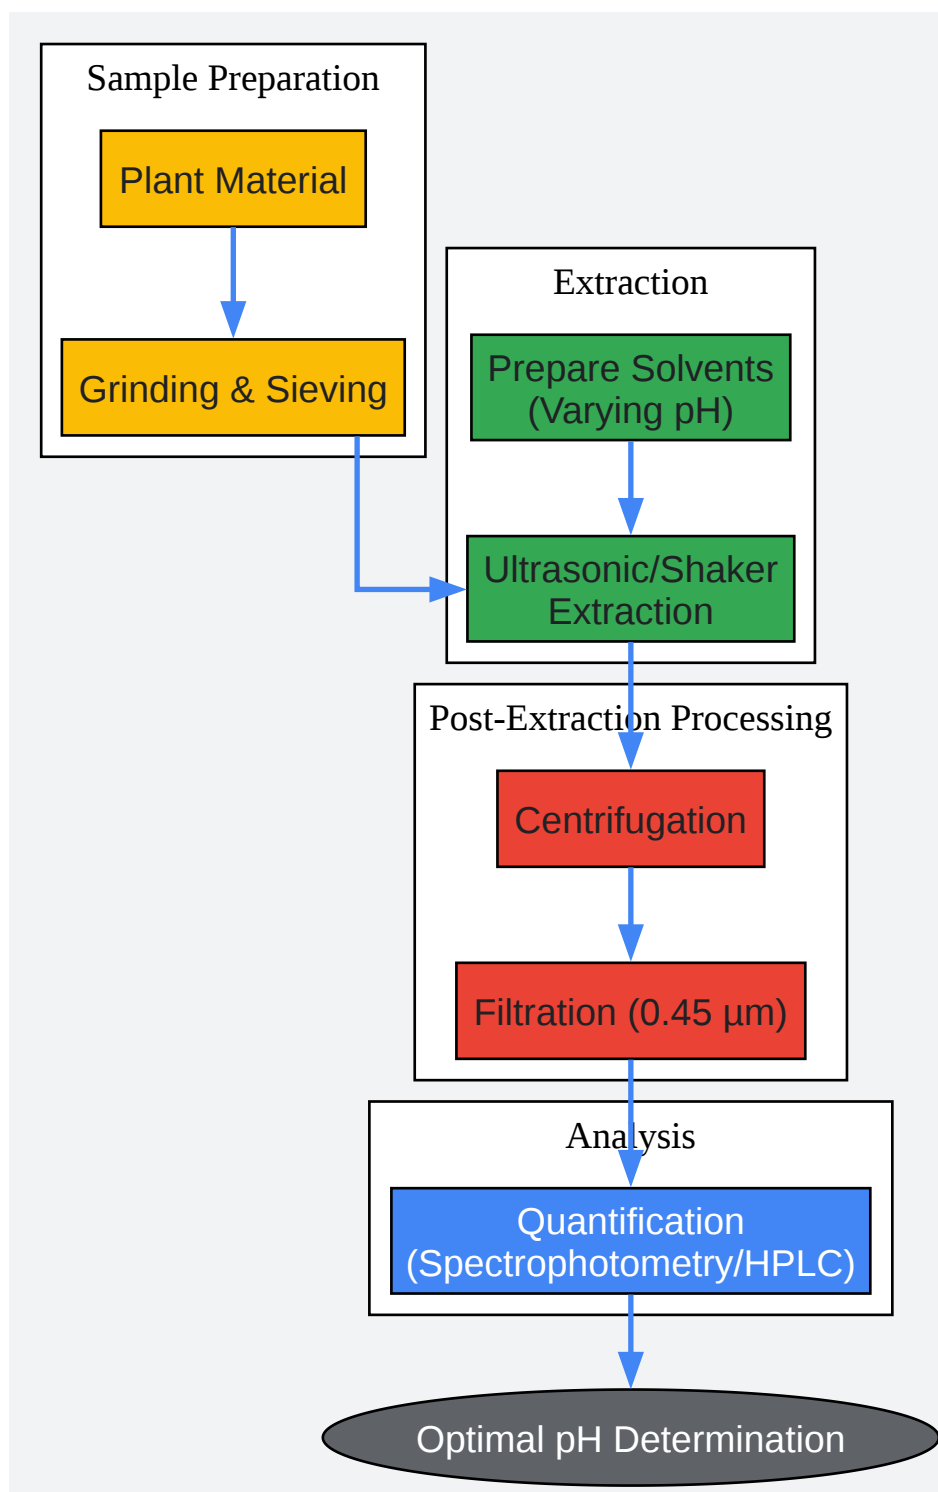 Sample Preparation
Plant Material
Grinding & Sieving
Extraction
Prepare Solvents
(Varying pH)
Ultrasonic/Shaker
Extraction
Post-Extraction Processing
Centrifugation
Filtration (0.45 µm)
Analysis
Quantification
(Spectrophotometry/HPLC)
Optimal pH Determination